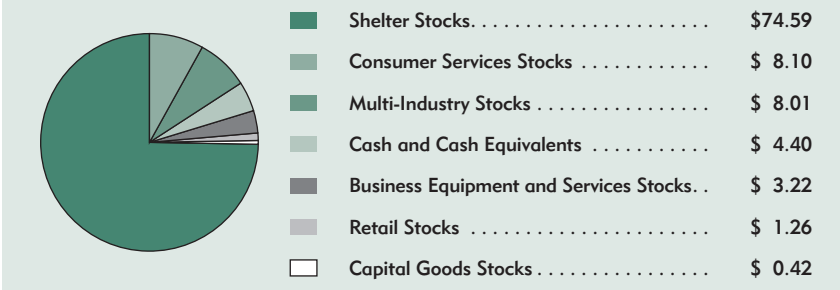 Shelter Stocks. . . . . . . . . . . . . . . . . . . . . . . $74.59
Consumer Services Stocks . . . . . . . . . . . . $ 8.10
Multi-Industry Stocks . . . . . . . . . . . . . . . . $ 8.01
Cash and Cash Equivalents . . . . . . . . . . . $ 4.40
Business Equipment and Services Stocks. . $ 3.22
Retail Stocks . . . . . . . . . . . . . . . . . . . . . . . $ 1.26
Capital Goods Stocks . . . . . . . . . . . . . . . . $ 0.42